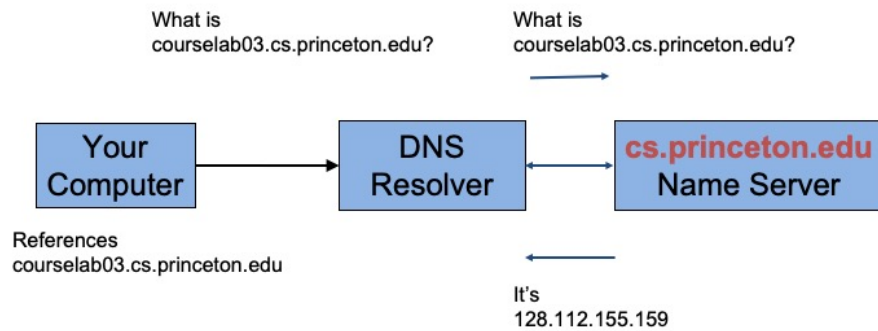 What is
courselab03.cs.princeton.edu?
What is
courselab03.cs.princeton.edu?
Your
Computer
DNS
Resolver
cs.princeton.edu
Name Server
References
courselab03.cs.princeton.edu
It's
128.112.155.159